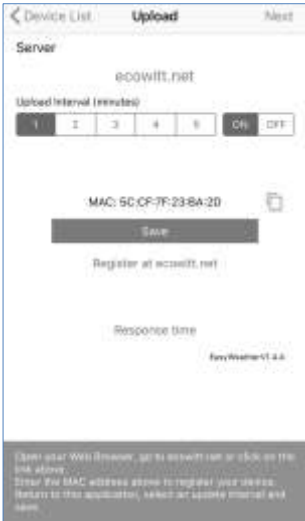 Device List Upload Next
Server
ecowitt.net
Upload Interval (minutes)
1 2 3 4 5 ON OFF
MAC: 5C:CF:7F:23:BA:2D
Save
Register at ecowitt.net
Response time
EasyWeather V1.4.4
Open your Web Browser, go to ecowitt.net or click on the
link above.
Enter the MAC address above to register your device.
Return to this application, select an update interval and
save.